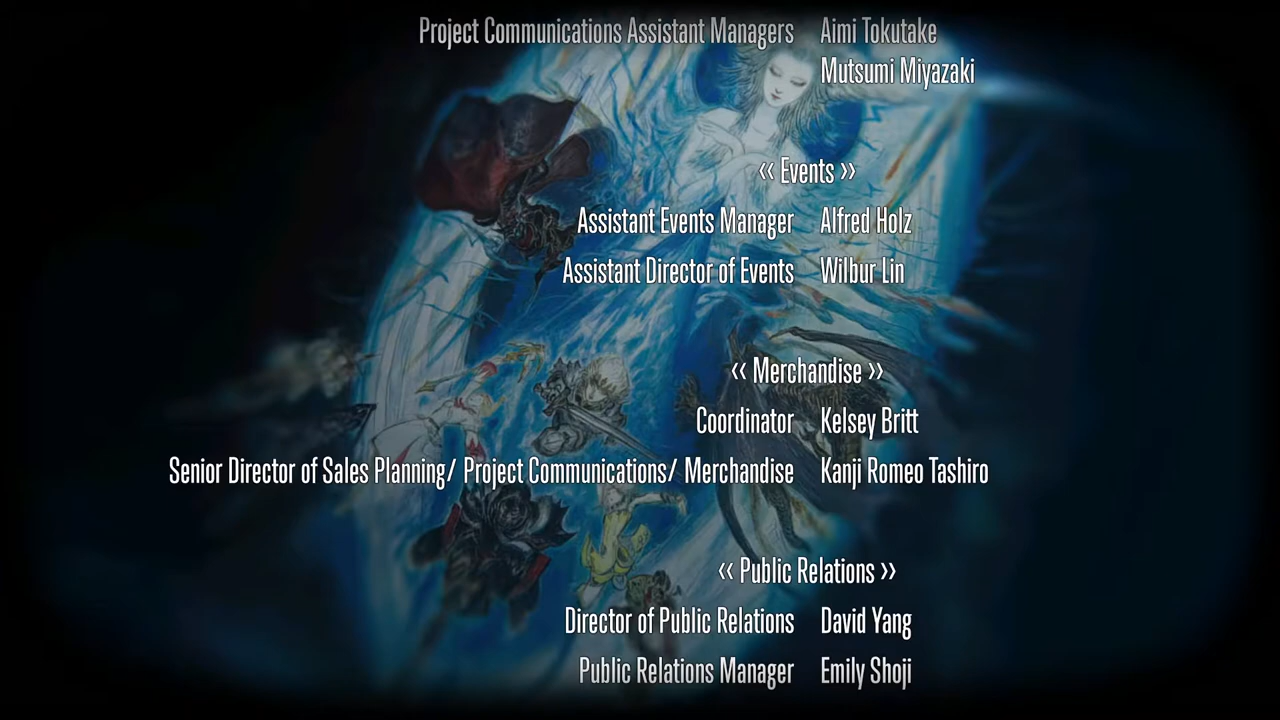 Project Communications Assistant Managers Aimi Tokutake
Mutsumi Miyazaki
‹‹ Events ››
Assistant Events Manager Alfred Holz
Assistant Director of Events Wilbur Lin
‹‹ Merchandise ››
Coordinator Kelsey Britt
Senior Director of Sales Planning/ Project Communications/ Merchandise Kanji Romeo Tashiro
‹‹ Public Relations ››
Director of Public Relations David Yang
Public Relations Manager Emily Shoji